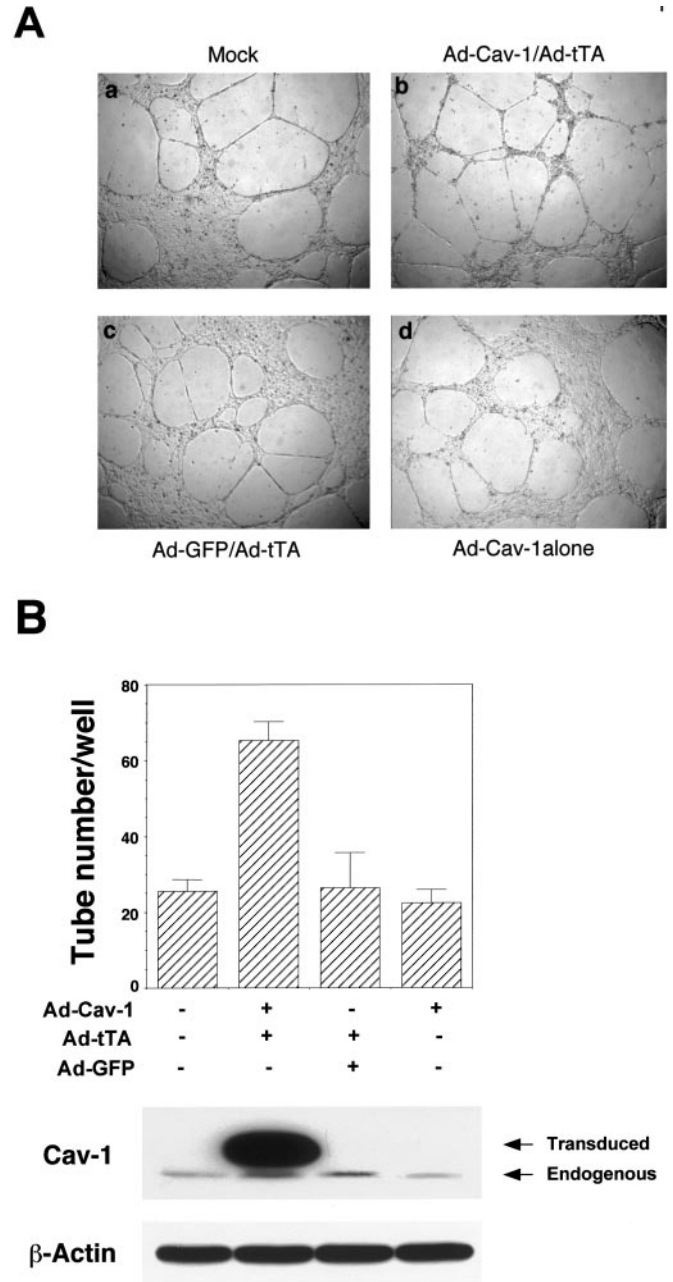 A
Mock
Ad-Cav-1/Ad-tTA
a
b
c
d
Ad-GFP/Ad-tTA
Ad-Cav-1alone
B
Tube number/well
80
60
40
20
0
Ad-Cav-1 - + - +
Ad-tTA - + + -
Ad-GFP - - + -
Cav-1
Transduced
Endogenous
β-Actin